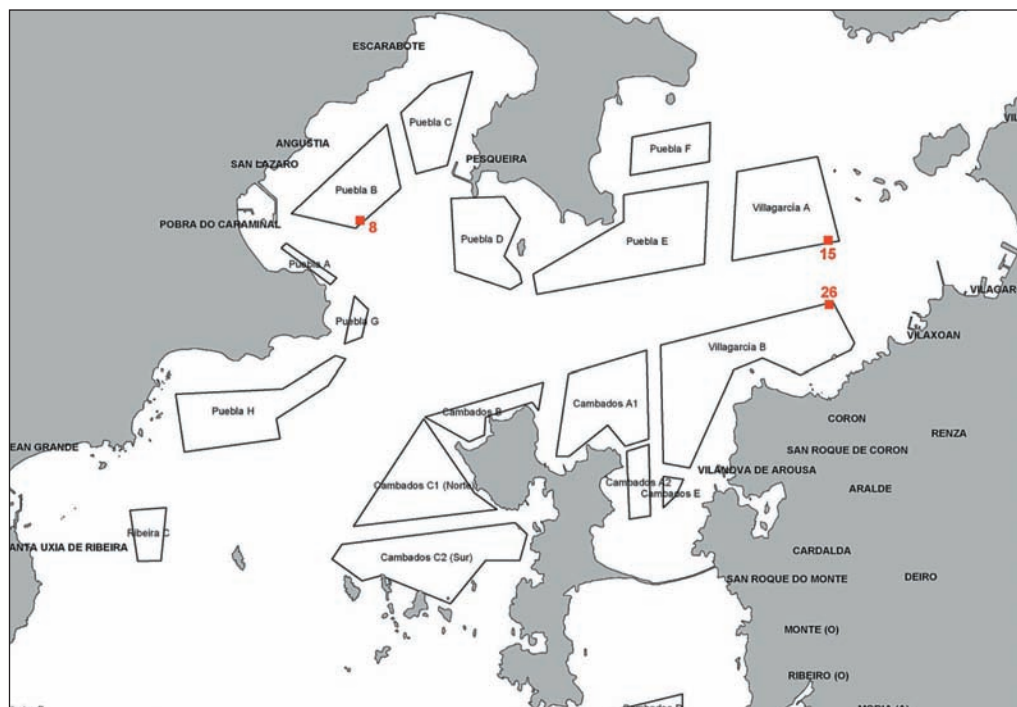 ESCARABOTE
Puebla C
VIL
ANGUSTIA
Puebla F
SAN LAZARO
PESQUEIRA
Puebla B
Villagarcía A
POBRA DO CARAMIÑAL
8
Puebla D
Puebla E
15
Puebla A
VILAGAR
26
Puebla G
VILAXOAN
Villagarcía B
Puebla H
Cambados B
Cambados A1
CORON
RENZA
EAN GRANDE
SAN ROQUE DE CORON
VILANOVA DE AROUSA
Cambados C1 (Norte)
Cambados A2
Cambados E
ARALDE
Ribeira C
ANTA UXIA DE RIBEIRA
Cambados C2 (Sur)
CARDALDA
SAN ROQUE DO MONTE
DEIRO
MONTE (O)
RIBEIRO (O)